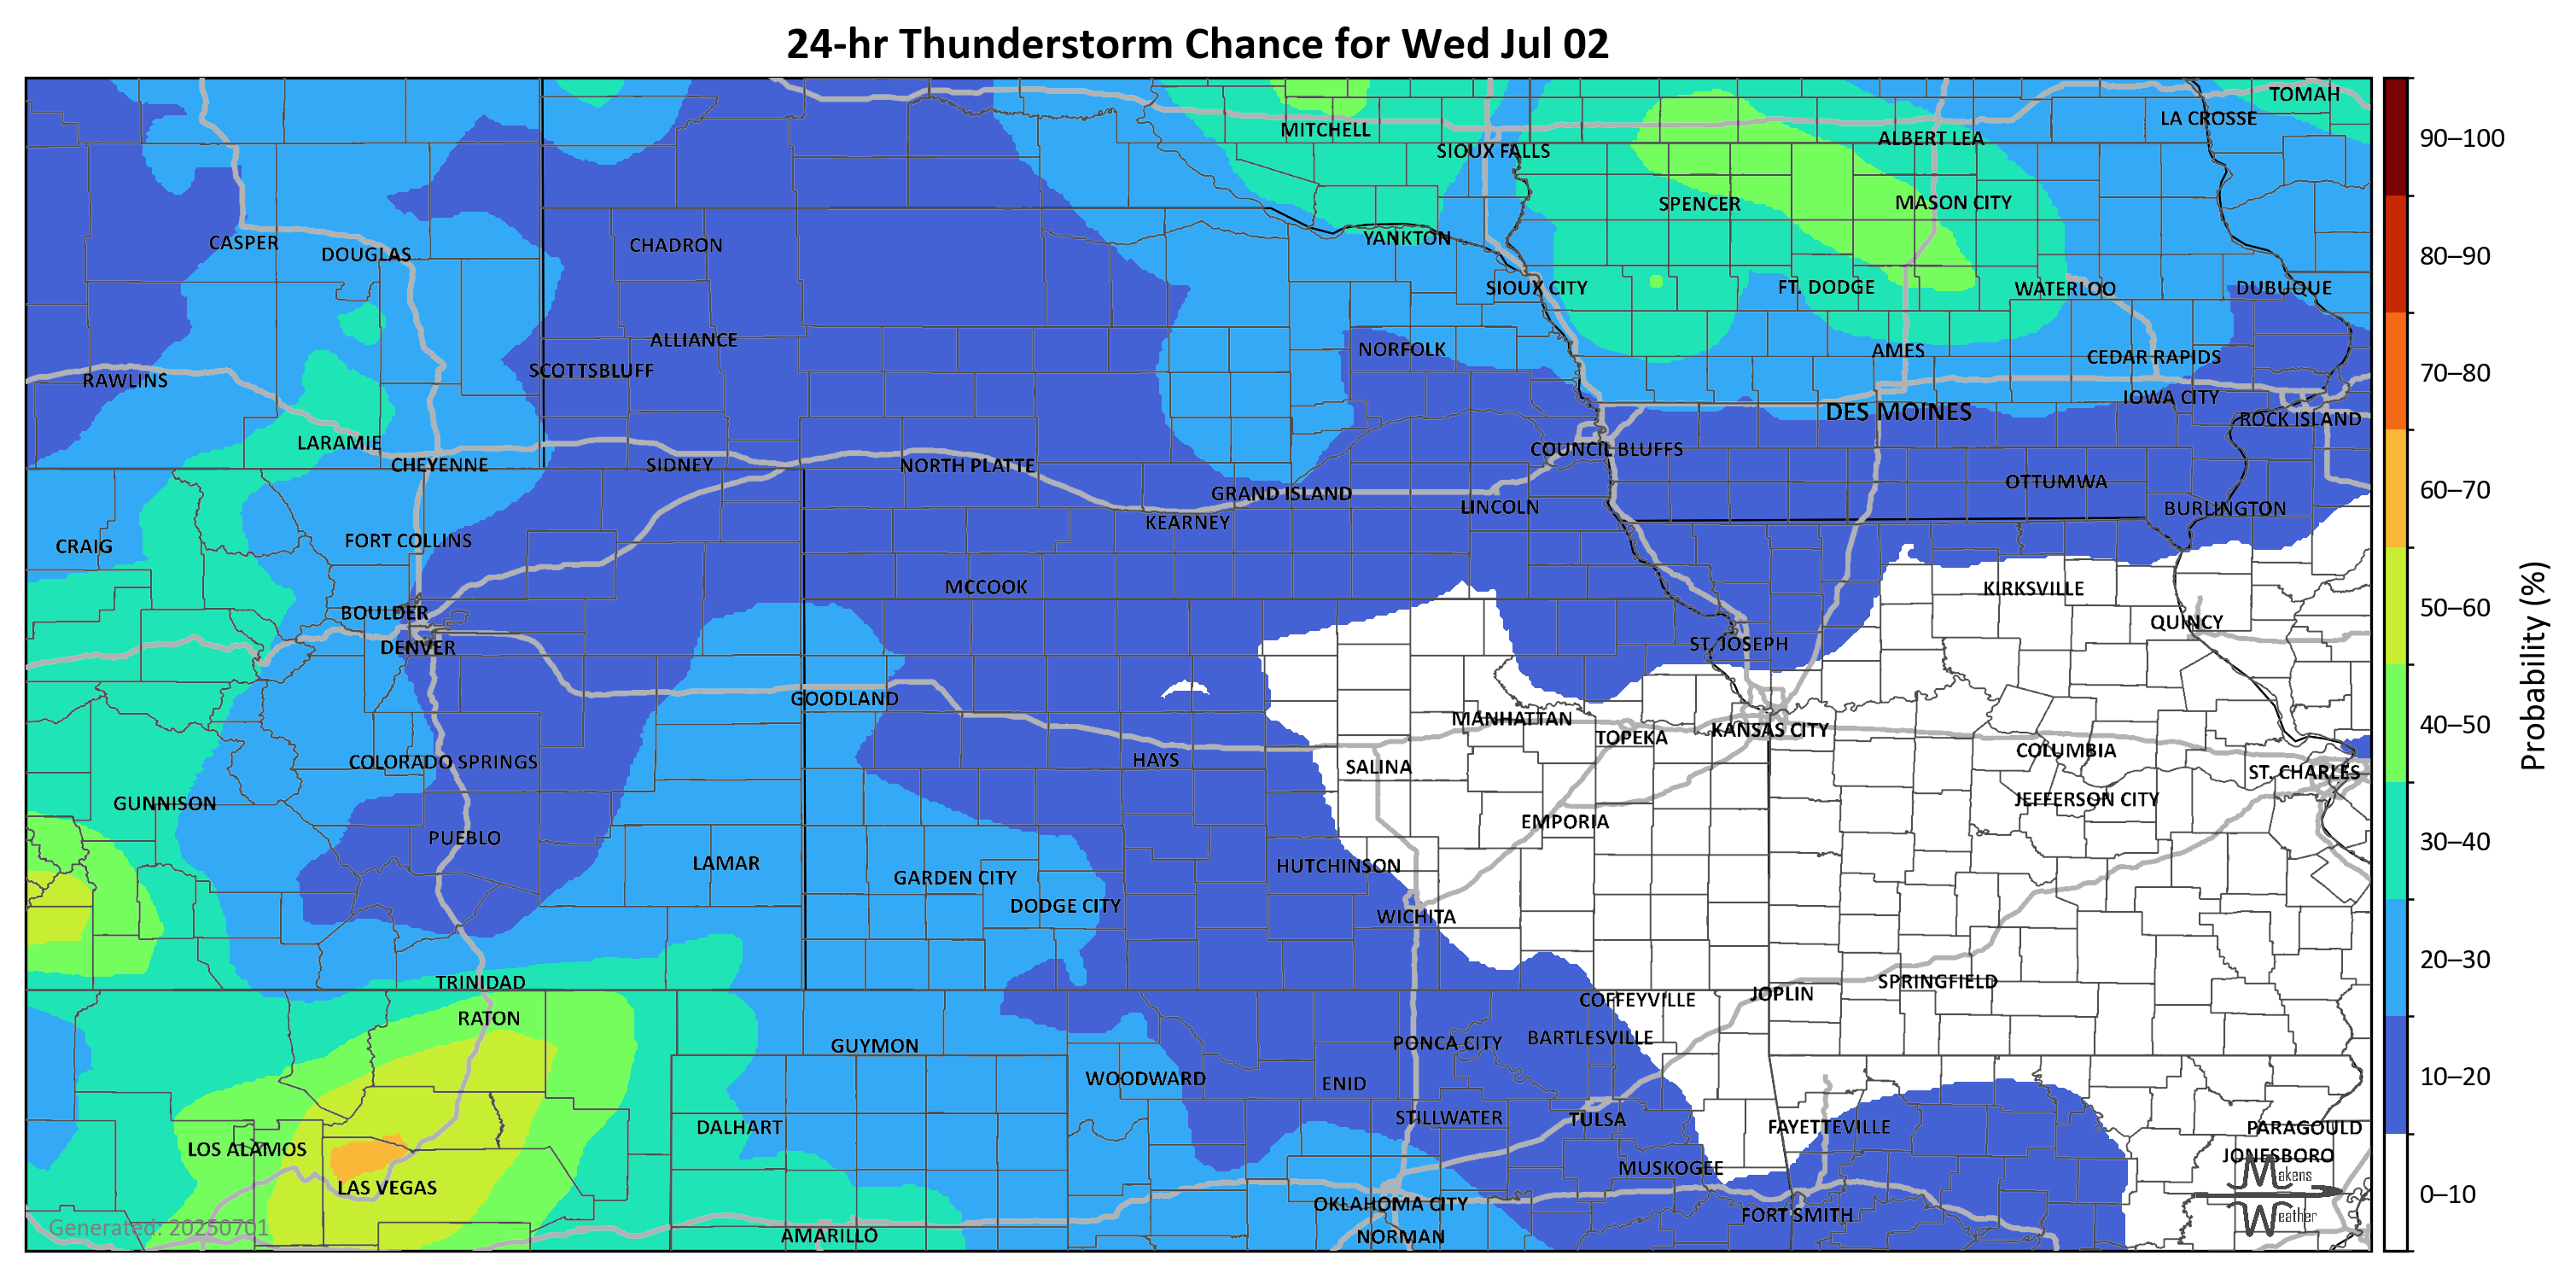 24-hr Thunderstorm Chance for Wed Jul 02
TOMAH
LA CROSSE
MITCHELL
ALBERT LEA
SIOUX FALLS
SPENCER
MASON CITY
YANKTON
CASPER
CHADRON
DOUGLAS
SIOUX CITY
FT. DODGE
WATERLOO
DUBUQUE
ALLIANCE
NORFOLK
AMES
CEDAR RAPIDS
SCOTTSBLUFF
RAWLINS
IOWA CITY
DES MOINES
ROCK ISLAND
LARAMIE
COUNCIL BLUFFS
CHEYENNE
SIDNEY
NORTH PLATTE
OTTUMWA
GRAND ISLAND
LINCOLN
BURLINGTON
KEARNEY
FORT COLLINS
CRAIG
MCCOOK
KIRKSVILLE
BOULDER
QUINCY
DENVER
ST. JOSEPH
GOODLAND
MANHATTAN
KANSAS CITY
TOPEKA
COLUMBIA
COLORADO SPRINGS
HAYS
SALINA
ST. CHARLES
JEFFERSON CITY
GUNNISON
EMPORIA
PUEBLO
LAMAR
HUTCHINSON
GARDEN CITY
DODGE CITY
WICHITA
TRINIDAD
SPRINGFIELD
JOPLIN
COFFEYVILLE
RATON
BARTLESVILLE
PONCA CITY
GUYMON
WOODWARD
ENID
STILLWATER
TULSA
DALHART
FAYETTEVILLE
PARAGOULD
LOS ALAMOS
JONESBORO
MUSKOGEE
LAS VEGAS
OKLAHOMA CITY
FORT SMITH
AMARILLO
NORMAN
Generated: 20250701
Makens
Weather
90–100
80–90
70–80
60–70
50–60
40–50
30–40
20–30
10–20
0–10
Probability (%)